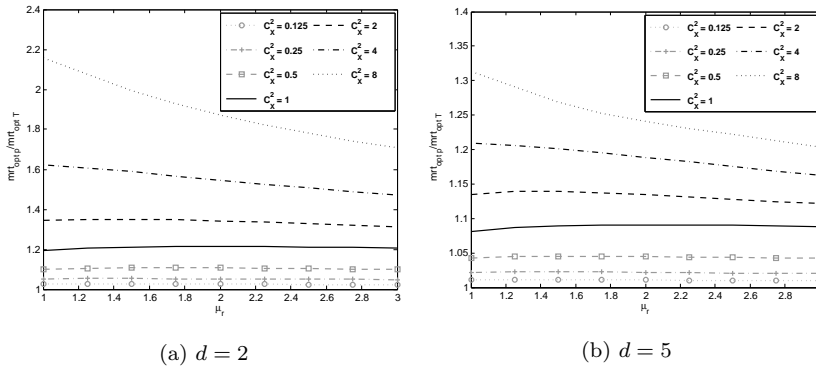 2.4
2.2
2
1.8
1.6
1.4
1.2
1
mrt_opt p/mrt_opt T
1 1.2 1.4 1.6 1.8 2 2.2 2.4 2.6 2.8 3
μ_r
C_x^2 = 0.125
C_x^2 = 0.25
C_x^2 = 0.5
C_x^2 = 1
C_x^2 = 2
C_x^2 = 4
C_x^2 = 8
(a) d = 2
1.4
1.35
1.3
1.25
1.2
1.15
1.1
1.05
1
mrt_opt p/mrt_opt T
1 1.2 1.4 1.6 1.8 2 2.2 2.4 2.6 2.8
μ_r
C_x^2 = 0.125
C_x^2 = 0.25
C_x^2 = 0.5
C_x^2 = 1
C_x^2 = 2
C_x^2 = 4
C_x^2 = 8
(b) d = 5